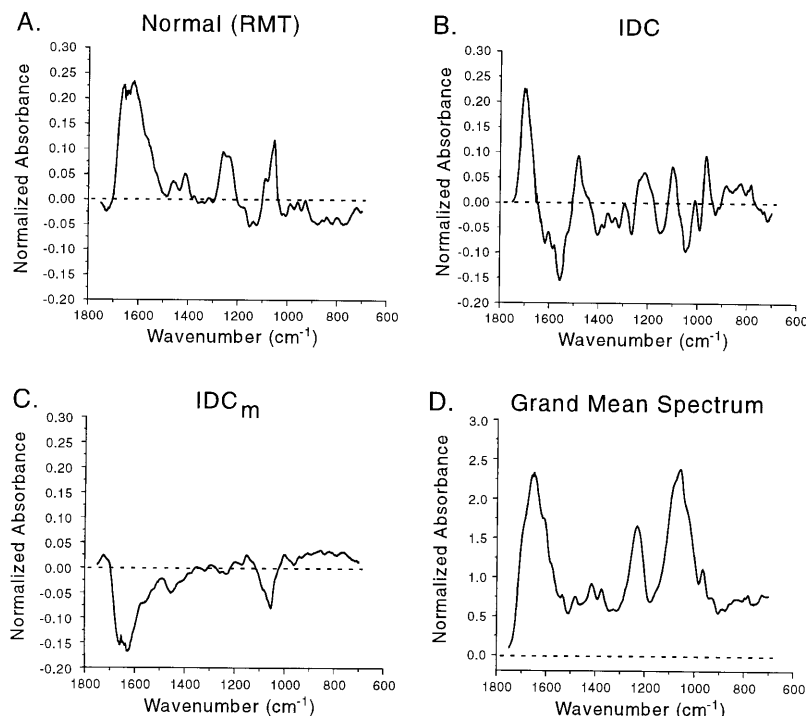 A. Normal (RMT)
Normalized Absorbance
0.30
0.25
0.20
0.15
0.10
0.05
0.00
-0.05
-0.10
-0.15
-0.20
1800 1600 1400 1200 1000 800 600
Wavenumber (cm⁻¹)
B. IDC
Normalized Absorbance
0.30
0.25
0.20
0.15
0.10
0.05
0.00
-0.05
-0.10
-0.15
-0.20
1800 1600 1400 1200 1000 800 600
Wavenumber (cm⁻¹)
C. IDCₘ
Normalized Absorbance
0.30
0.25
0.20
0.15
0.10
0.05
0.00
-0.05
-0.10
-0.15
-0.20
1800 1600 1400 1200 1000 800 600
Wavenumber (cm⁻¹)
D. Grand Mean Spectrum
Normalized Absorbance
3.0
2.5
2.0
1.5
1.0
0.5
0.0
1800 1600 1400 1200 1000 800 600
Wavenumber (cm⁻¹)